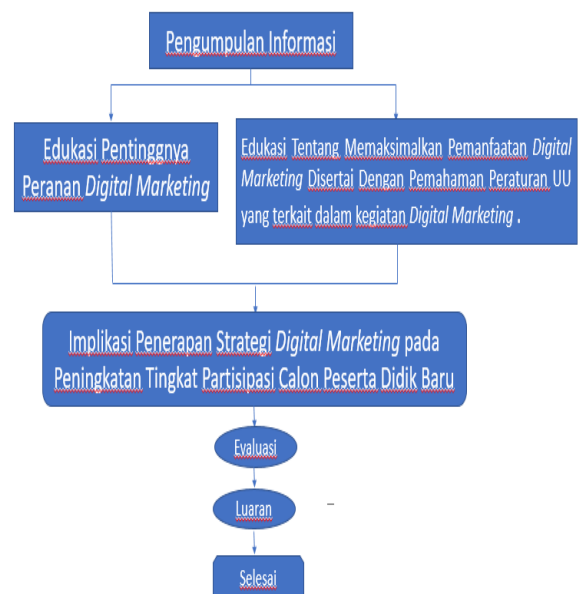 Pengumpulan Informasi
Edukasi Pentinggnya
Peranan Digital Marketing
Edukasi Tentang Memaksimalkan Pemanfaatan Digital
Marketing Disertai Dengan Pemahaman Peraturan UU
yang terkait dalam kegiatan Digital Marketing .
Implikasi Penerapan Strategi Digital Marketing pada
Peningkatan Tingkat Partisipasi Calon Peserta Didik Baru
Evaluasi
Luaran
Selesai